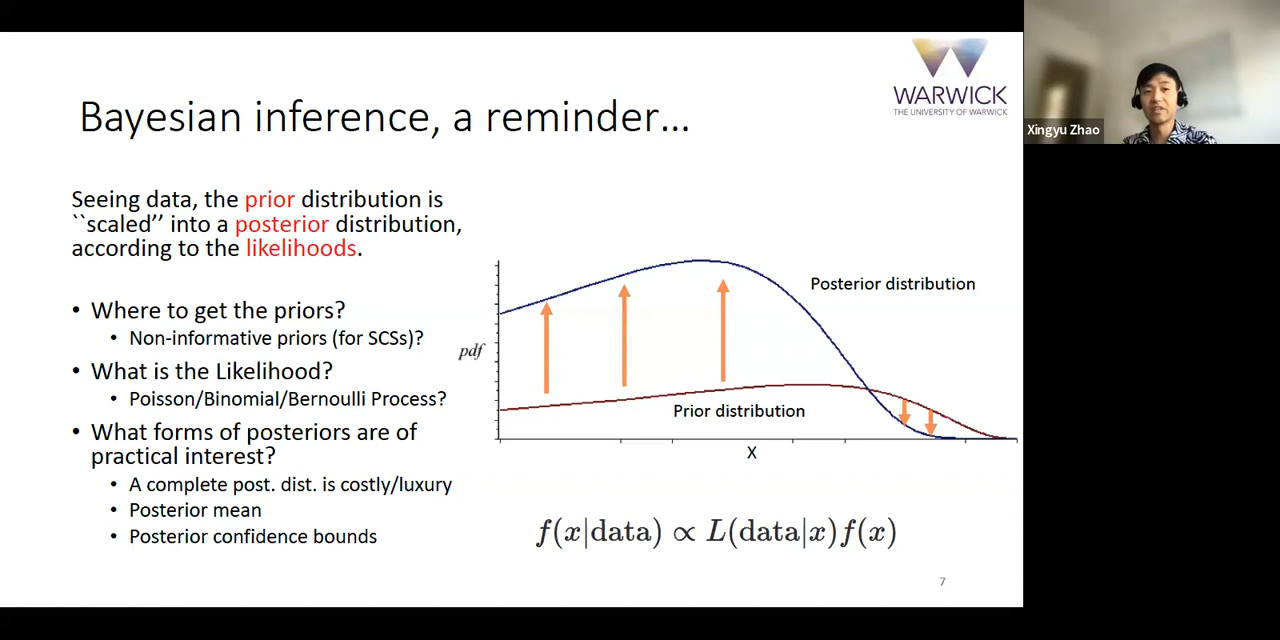 WARWICK
THE UNIVERSITY OF WARWICK
Xingyu Zhao
Bayesian inference, a reminder...
Seeing data, the prior distribution is
``scaled’’ into a posterior distribution,
according to the likelihoods.
• Where to get the priors?
• Non-informative priors (for SCSs)?
• What is the Likelihood?
• Poisson/Binomial/Bernoulli Process?
• What forms of posteriors are of
practical interest?
• A complete post. dist. is costly/luxury
• Posterior mean
• Posterior confidence bounds
Posterior distribution
pdf
Prior distribution
X
f(x|data) ∝ L(data|x)f(x)
7